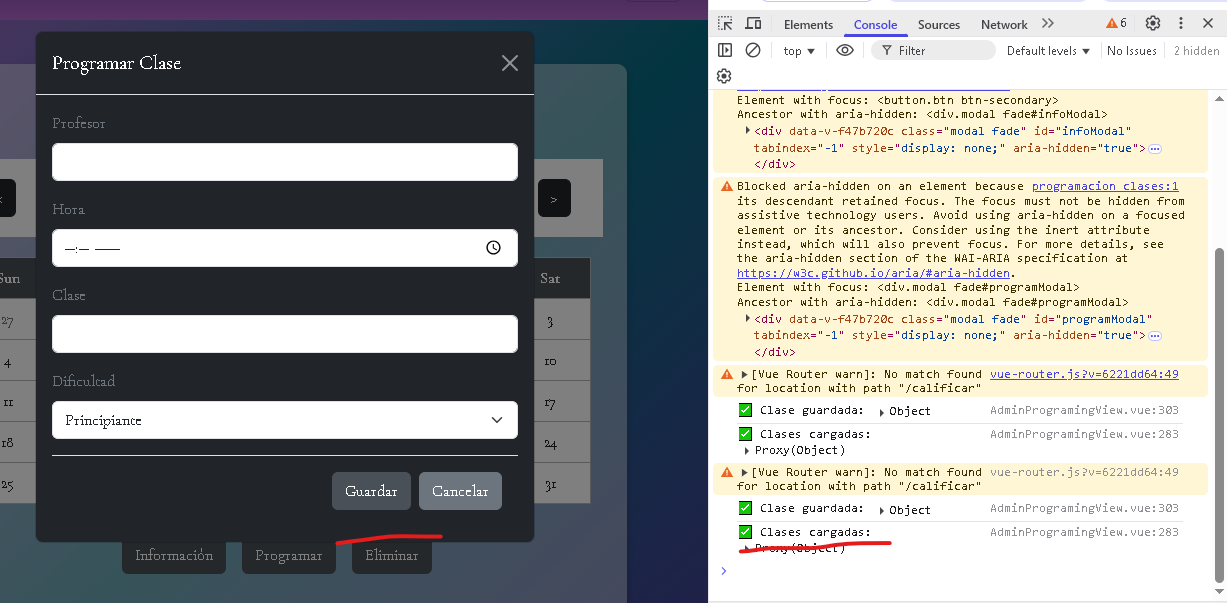 Programar Clase
Profesor
Hora
--:-- ----
Clase
Dificultad
Principiante
Guardar
Cancelar
Información
Programar
Eliminar
<
>
Sun
Sat
27
3
4
10
11
17
18
24
25
31
Elements
Console
Sources
Network
6
top
Filter
Default levels
No Issues
2 hidden
Element with focus: <button.btn btn-secondary>
Ancestor with aria-hidden: <div.modal fade#infoModal>
<div data-v-f47b720c class="modal fade" id="infoModal"
tabindex="-1" style="display: none;" aria-hidden="true">
</div>
Blocked aria-hidden on an element because programacion clases:1
its descendant retained focus. The focus must not be hidden from
assistive technology users. Avoid using aria-hidden on a focused
element or its ancestor. Consider using the inert attribute
instead, which will also prevent focus. For more details, see
the aria-hidden section of the WAI-ARIA specification at
https://w3c.github.io/aria/#aria-hidden.
Element with focus: <div.modal fade#programModal>
Ancestor with aria-hidden: <div.modal fade#programModal>
<div data-v-f47b720c class="modal fade" id="programModal"
tabindex="-1" style="display: none;" aria-hidden="true">
</div>
[Vue Router warn]: No match found vue-router.js?v=6221dd64:49
for location with path "/calificar"
Clase guardada: Object AdminProgramingView.vue:303
Clases cargadas: AdminProgramingView.vue:283
Proxy(Object)
[Vue Router warn]: No match found vue-router.js?v=6221dd64:49
for location with path "/calificar"
Clase guardada: Object AdminProgramingView.vue:303
Clases cargadas: AdminProgramingView.vue:283
Proxy(Object)